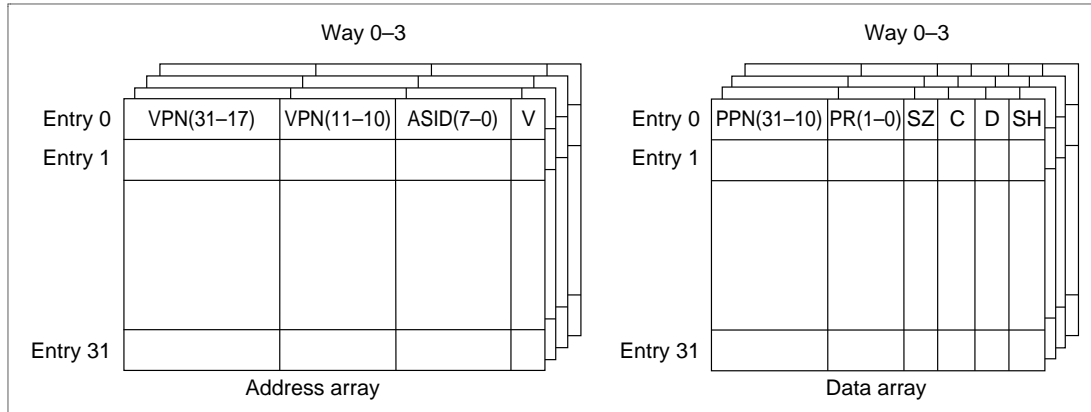 Way 0–3
Entry 0 VPN(31–17) VPN(11–10) ASID(7–0) V
Entry 1
Entry 31
Address array
Way 0–3
Entry 0 PPN(31–10) PR(1–0) SZ C D SH
Entry 1
Entry 31
Data array